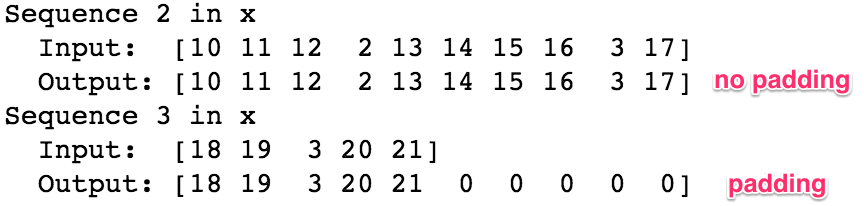 Sequence 2 in x
  Input:  [10 11 12  2 13 14 15 16  3 17]
  Output: [10 11 12  2 13 14 15 16  3 17] no padding
Sequence 3 in x
  Input:  [18 19  3 20 21]
  Output: [18 19  3 20 21  0  0  0  0  0] padding